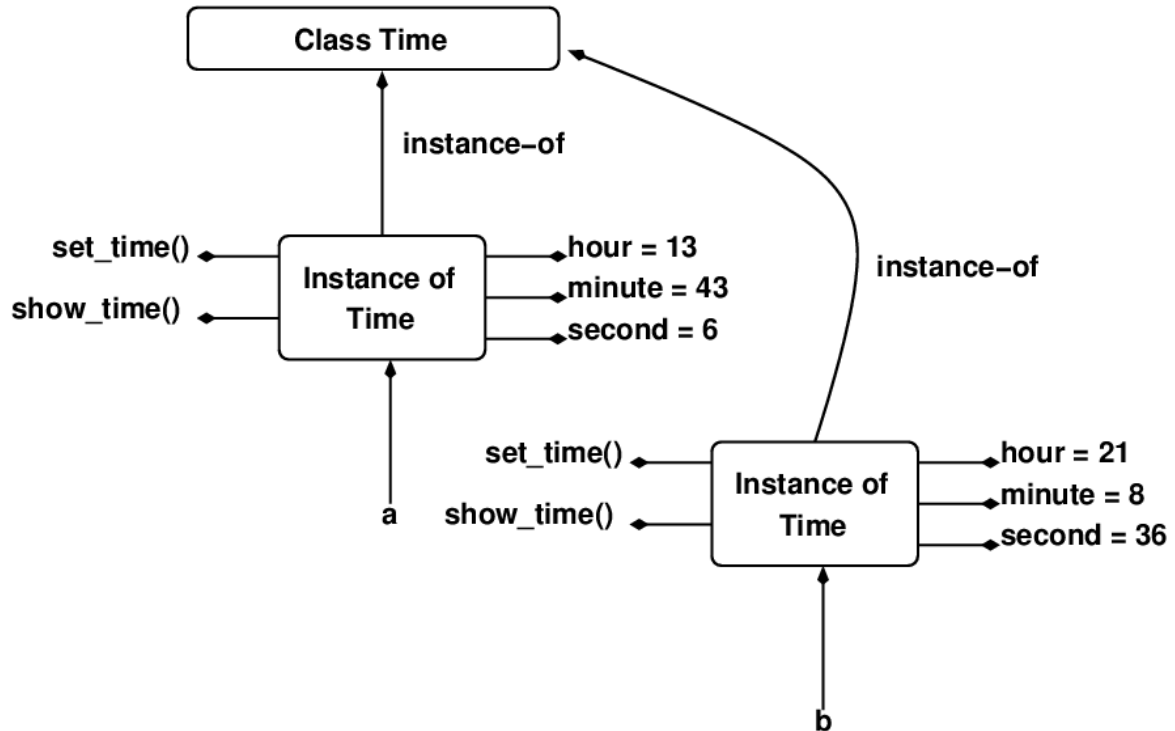 Class Time
instance−of
set_time()
show_time()
Instance of
Time
hour = 13
minute = 43
second = 6
a
instance−of
set_time()
show_time()
Instance of
Time
hour = 21
minute = 8
second = 36
b